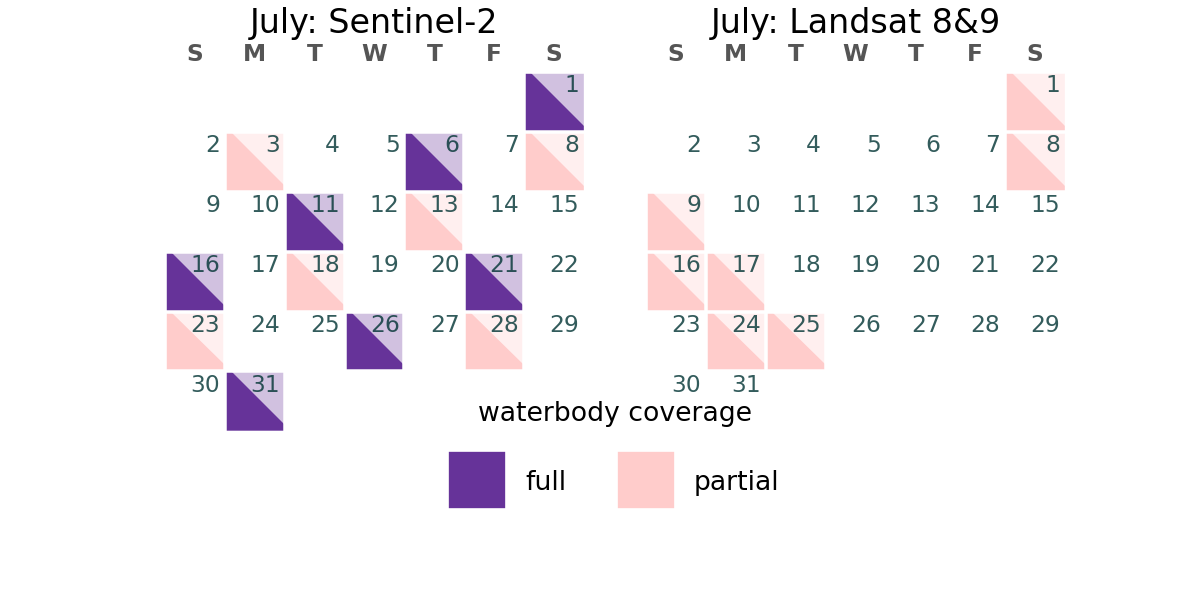 July: Sentinel-2
S M T W T F S
1
2 3 4 5 6 7 8
9 10 11 12 13 14 15
16 17 18 19 20 21 22
23 24 25 26 27 28 29
30 31
July: Landsat 8&9
S M T W T F S
1
2 3 4 5 6 7 8
9 10 11 12 13 14 15
16 17 18 19 20 21 22
23 24 25 26 27 28 29
30 31
waterbody coverage
full partial